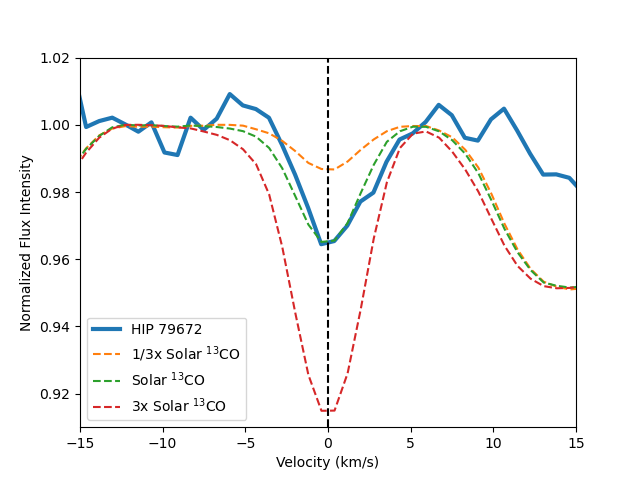 1.02
1.00
0.98
0.96
0.94
0.92
Normalized Flux Intensity
HIP 79672
1/3x Solar ¹³CO
Solar ¹³CO
3x Solar ¹³CO
−15 −10 −5 0 5 10 15
Velocity (km/s)